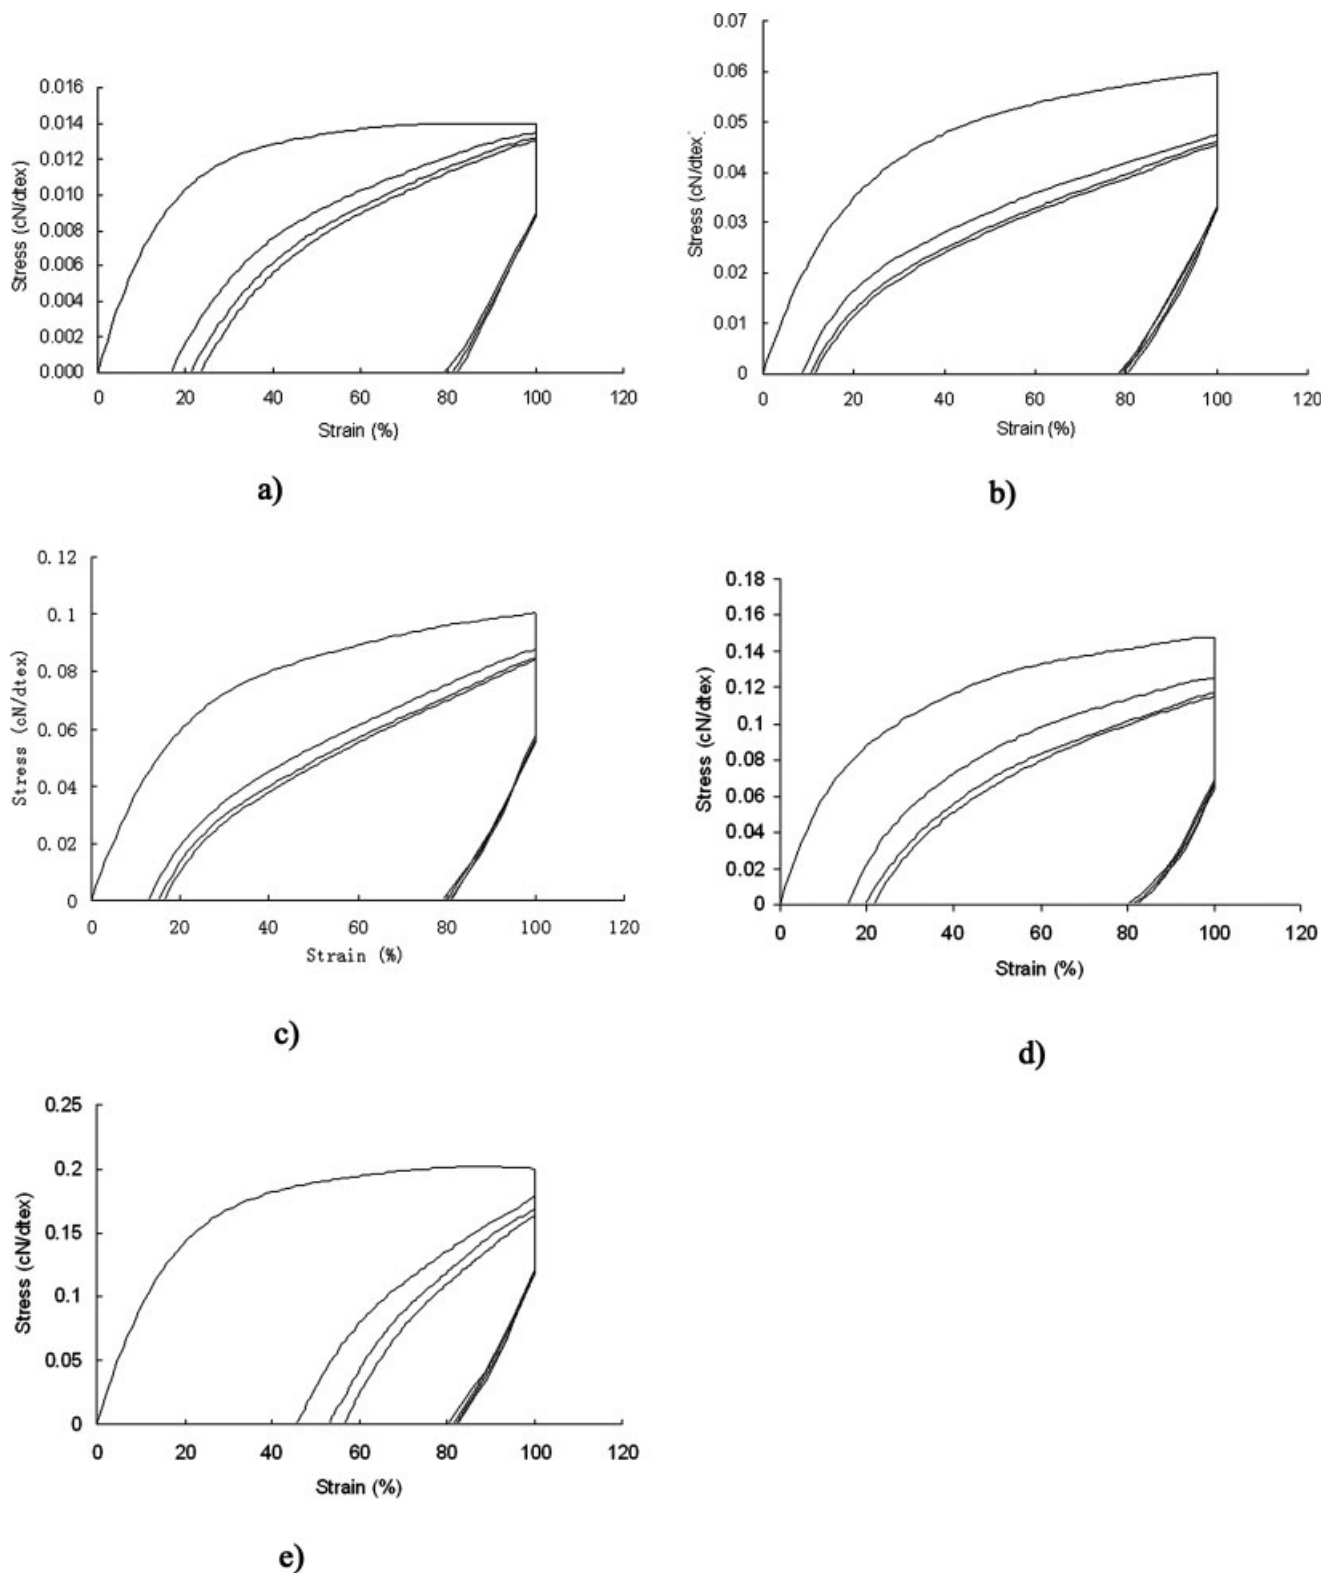 0.016
0.014
0.012
0.010
0.008
0.006
0.004
0.002
0.000
Stress (cN/dtex)
0 20 40 60 80 100 120
Strain (%)
a)
0.07
0.06
0.05
0.04
0.03
0.02
0.01
0
Stress (cN/dtex)
0 20 40 60 80 100 120
Strain (%)
b)
0.12
0.1
0.08
0.06
0.04
0.02
0
Stress (cN/dtex)
0 20 40 60 80 100 120
Strain (%)
c)
0.18
0.16
0.14
0.12
0.1
0.08
0.06
0.04
0.02
0
Stress (cN/dtex)
0 20 40 60 80 100 120
Strain (%)
d)
0.25
0.2
0.15
0.1
0.05
0
Stress (cN/dtex)
0 20 40 60 80 100 120
Strain (%)
e)